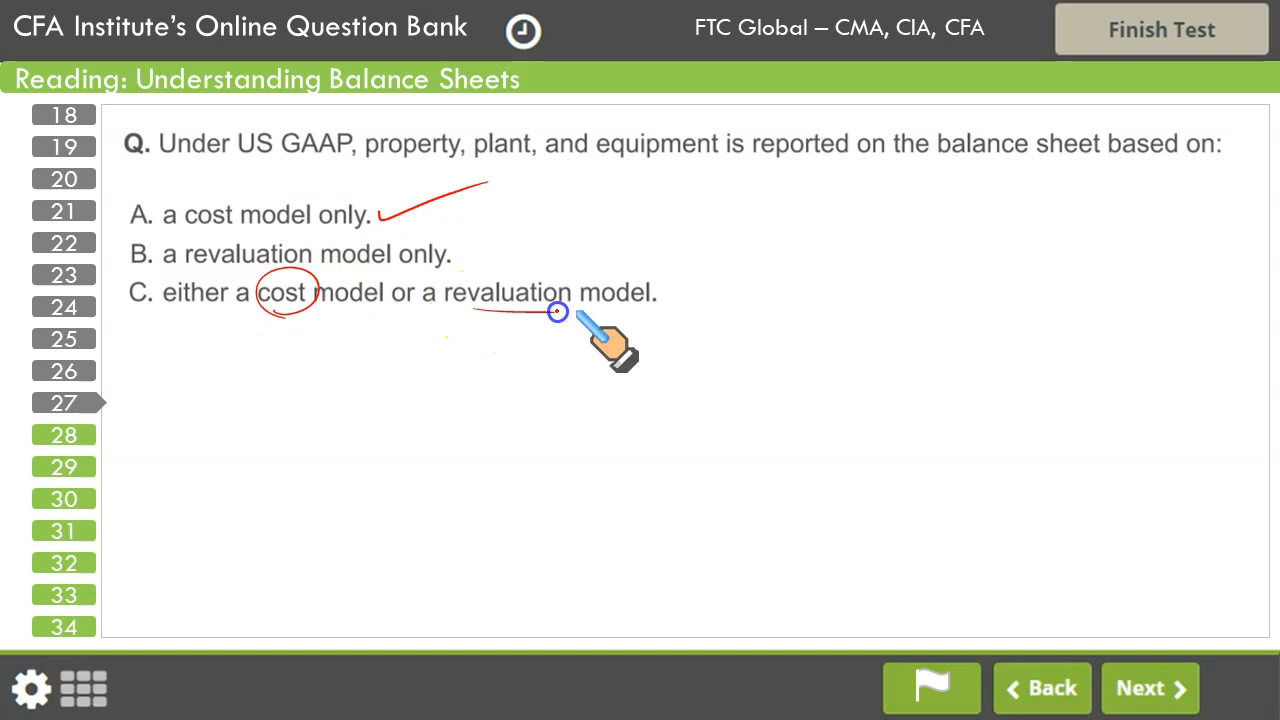 CFA Institute's Online Question Bank
FTC Global – CMA, CIA, CFA
Finish Test
Reading: Understanding Balance Sheets
18
19
20
21
22
23
24
25
26
27
28
29
30
31
32
33
34
Q. Under US GAAP, property, plant, and equipment is reported on the balance sheet based on:
A. a cost model only.
B. a revaluation model only.
C. either a cost model or a revaluation model.
Back
Next